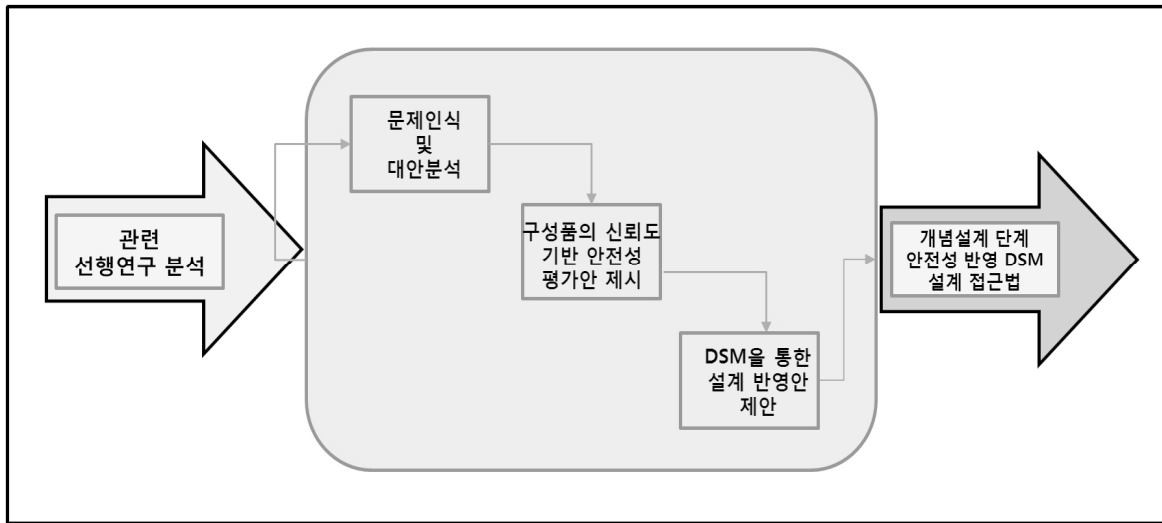 문제인식
및
대안분석
관련
선행연구 분석
구성품의 신뢰도
기반 안전성
평가안 제시
개념설계 단계
안전성 반영 DSM
설계 접근법
DSM을 통한
설계 반영안
제안